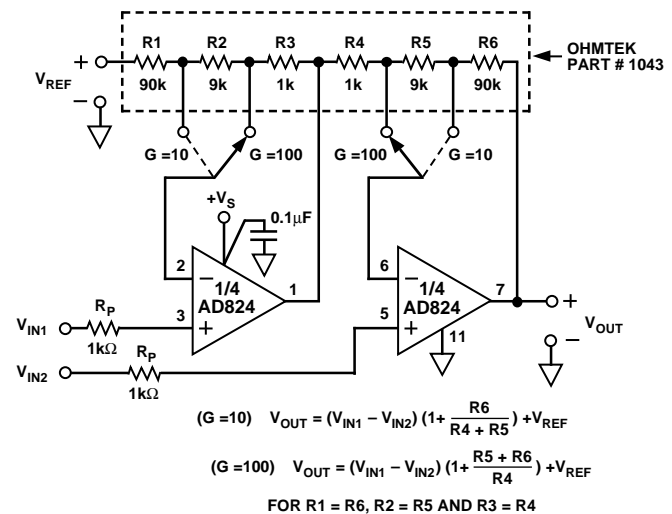 R1 R2 R3 R4 R5 R6
90k 9k 1k 1k 9k 90k
OHMTEK
PART # 1043
+
VREF
−
G =10 G =100 G =100 G =10
+VS
0.1µF
2 − 1/4 AD824 1
3 +
6 − 1/4 AD824 7
5 +
11
VIN1 RP 1kΩ
VIN2 RP 1kΩ
+
VOUT
−
(G =10) VOUT = (VIN1 − VIN2) (1+ R6 / R4 + R5) +VREF
(G =100) VOUT = (VIN1 − VIN2) (1+ R5 + R6 / R4) +VREF
FOR R1 = R6, R2 = R5 AND R3 = R4